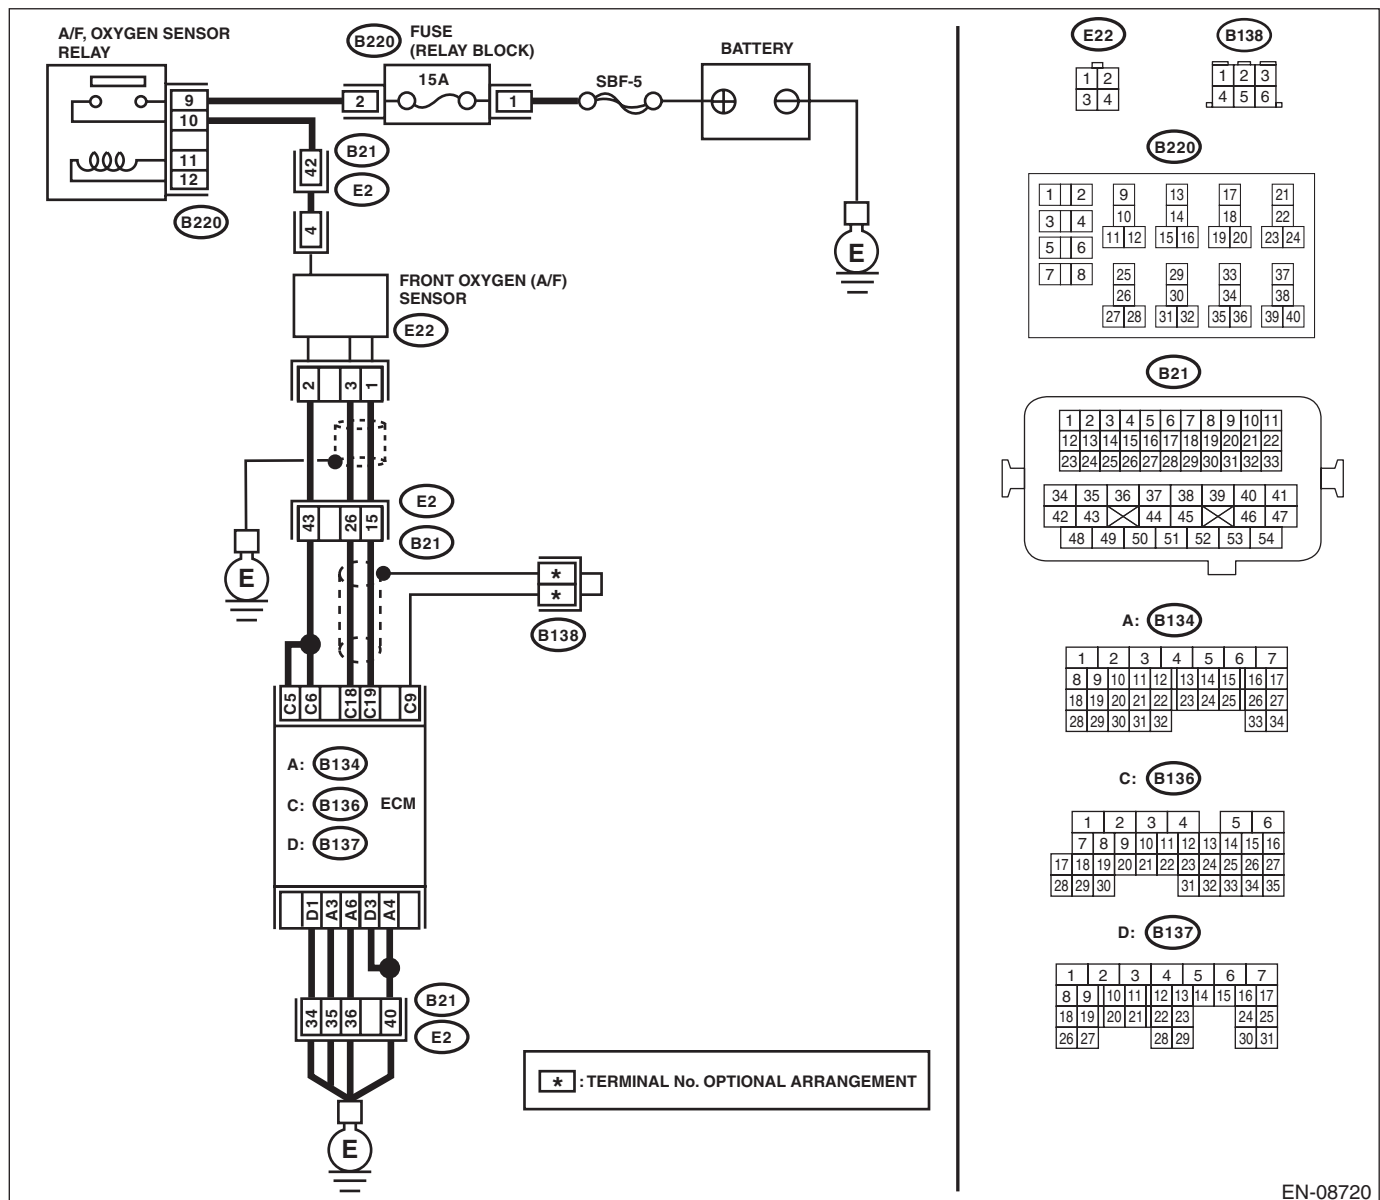 A/F, OXYGEN SENSOR
RELAY
9
10
11
12
B220
B220
FUSE
(RELAY BLOCK)
15A
2
1
SBF-5
BATTERY
E
42
B21
E2
4
FRONT OXYGEN (A/F)
SENSOR
E22
2 3 1
E
43 26 15
E2
B21
*
*
B138
C5 C6 C18 C19 C9
A: B134
C: B136 ECM
D: B137
D1 A3 A6 D3 A4
34 35 36 40
B21
E2
E
* : TERMINAL No. OPTIONAL ARRANGEMENT
E22
1 2
3 4
B138
1 2 3
4 5 6
B220
1 2 9 13 17 21
3 4 10 14 18 22
11 12 15 16 19 20 23 24
5 6
7 8 25 29 33 37
26 30 34 38
27 28 31 32 35 36 39 40
B21
1 2 3 4 5 6 7 8 9 10 11
12 13 14 15 16 17 18 19 20 21 22
23 24 25 26 27 28 29 30 31 32 33
34 35 36 37 38 39 40 41
42 43 44 45 46 47
48 49 50 51 52 53 54
A: B134
1 2 3 4 5 6 7
8 9 10 11 12 13 14 15 16 17
18 19 20 21 22 23 24 25 26 27
28 29 30 31 32 33 34
C: B136
1 2 3 4 5 6
7 8 9 10 11 12 13 14 15 16
17 18 19 20 21 22 23 24 25 26 27
28 29 30 31 32 33 34 35
D: B137
1 2 3 4 5 6 7
8 9 10 11 12 13 14 15 16 17
18 19 20 21 22 23 24 25
26 27 28 29 30 31
EN-08720